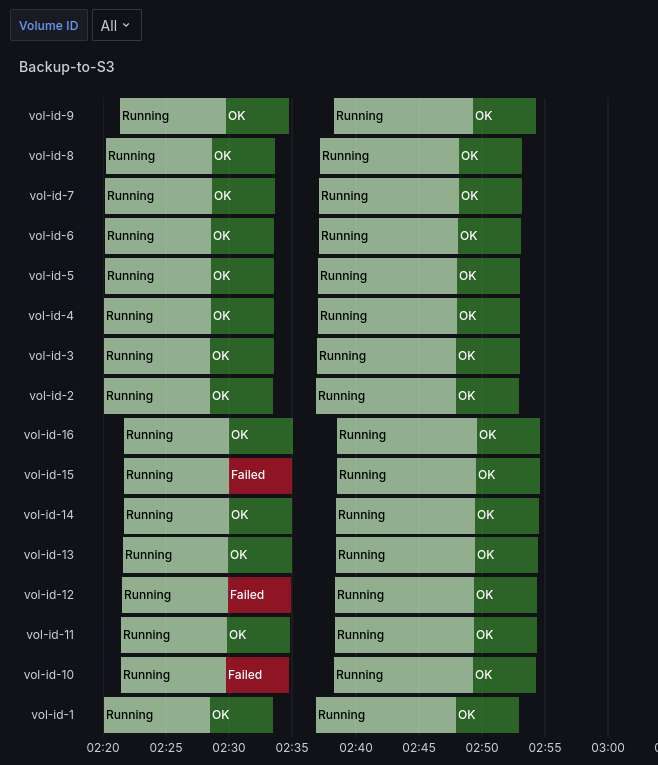 Volume ID All
Backup-to-S3
vol-id-9 Running OK Running OK
vol-id-8 Running OK Running OK
vol-id-7 Running OK Running OK
vol-id-6 Running OK Running OK
vol-id-5 Running OK Running OK
vol-id-4 Running OK Running OK
vol-id-3 Running OK Running OK
vol-id-2 Running OK Running OK
vol-id-16 Running OK Running OK
vol-id-15 Running Failed Running OK
vol-id-14 Running OK Running OK
vol-id-13 Running OK Running OK
vol-id-12 Running Failed Running OK
vol-id-11 Running OK Running OK
vol-id-10 Running Failed Running OK
vol-id-1 Running OK Running OK
02:20 02:25 02:30 02:35 02:40 02:45 02:50 02:55 03:00